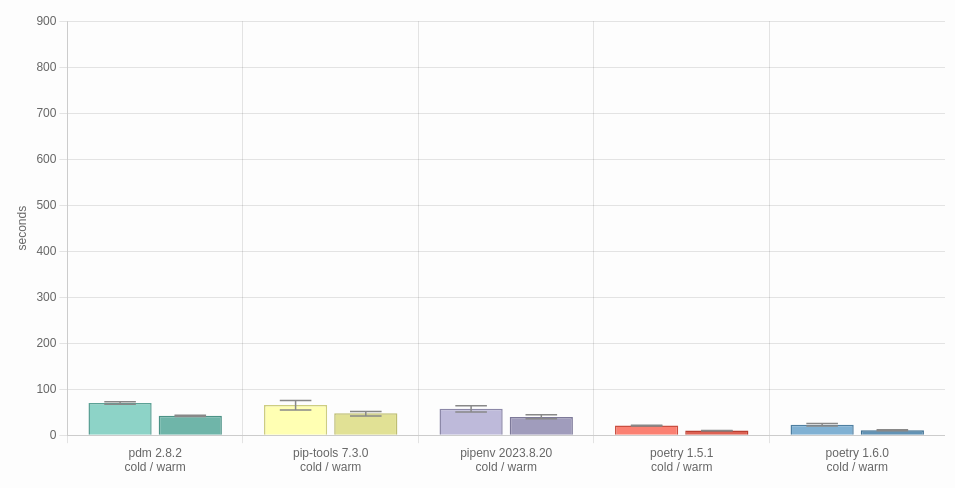 900
800
700
600
500
400
300
200
100
0
seconds
pdm 2.8.2
cold / warm
pip-tools 7.3.0
cold / warm
pipenv 2023.8.20
cold / warm
poetry 1.5.1
cold / warm
poetry 1.6.0
cold / warm